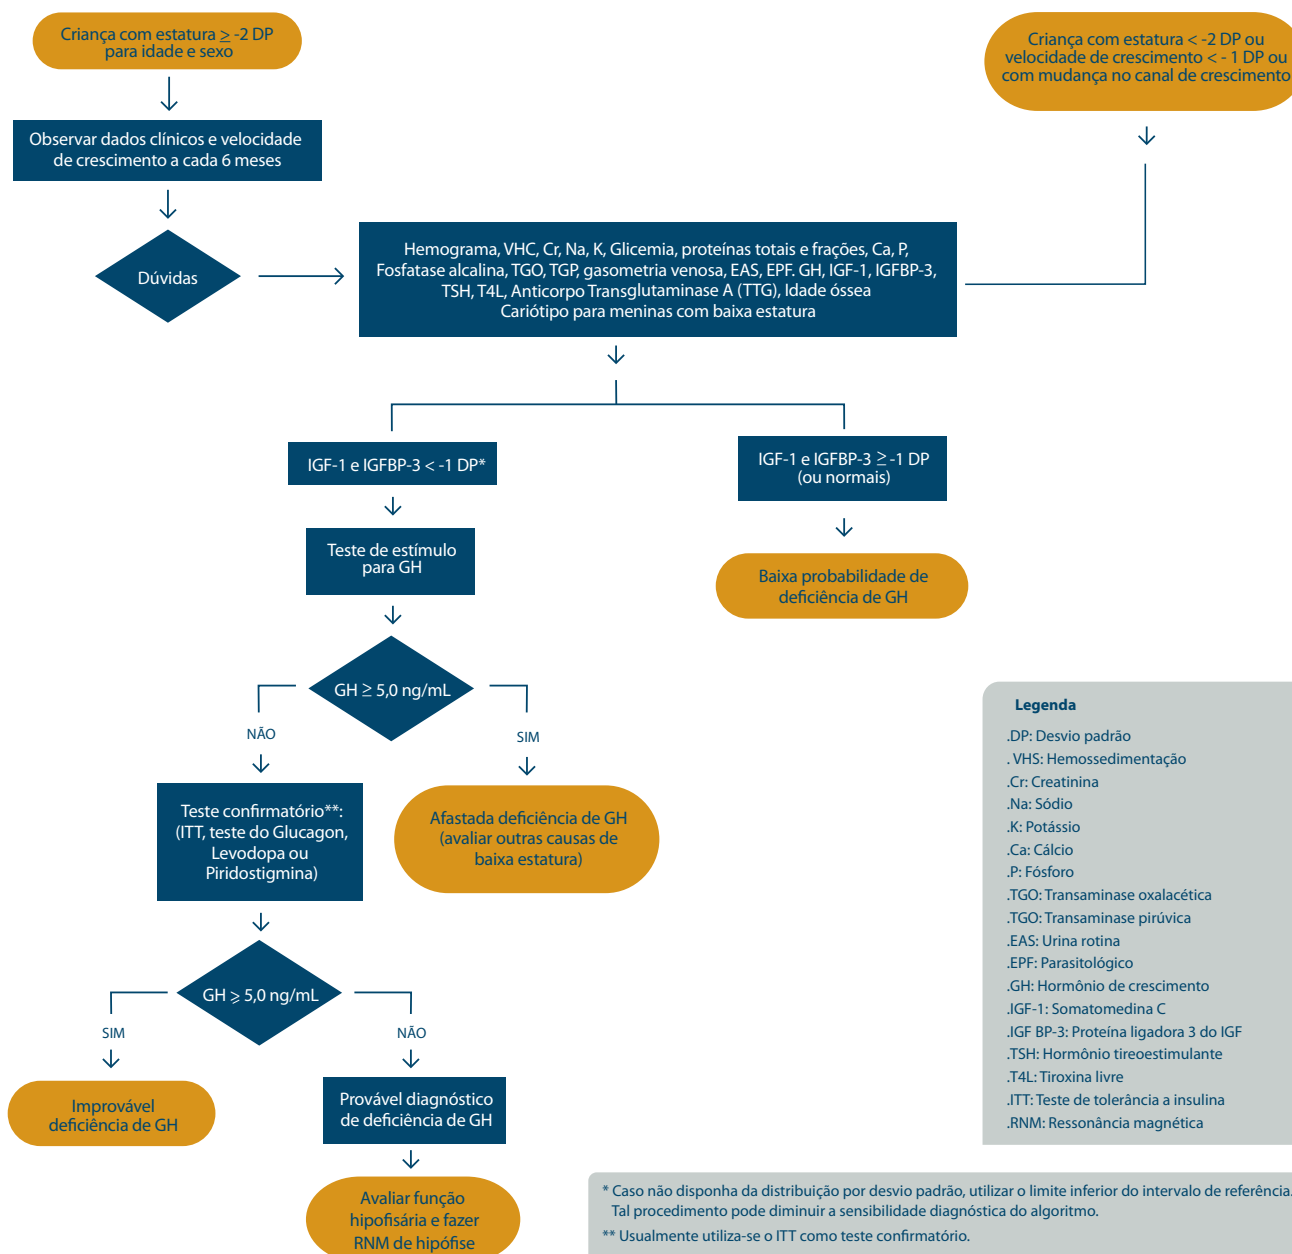 Criança com estatura ≥ -2 DP
para idade e sexo
Criança com estatura < -2 DP ou
velocidade de crescimento < - 1 DP ou
com mudança no canal de crescimento
Observar dados clínicos e velocidade
de crescimento a cada 6 meses
Dúvidas
Hemograma, VHC, Cr, Na, K, Glicemia, proteínas totais e frações, Ca, P,
Fosfatase alcalina, TGO, TGP, gasometria venosa, EAS, EPF. GH, IGF-1, IGFBP-3,
TSH, T4L, Anticorpo Transglutaminase A (TTG), Idade óssea
Cariótipo para meninas com baixa estatura
IGF-1 e IGFBP-3 < -1 DP*
IGF-1 e IGFBP-3 ≥ -1 DP
(ou normais)
Teste de estímulo
para GH
Baixa probabilidade de
deficiência de GH
GH ≥ 5,0 ng/mL
NÃO
SIM
Teste confirmatório**:
(ITT, teste do Glucagon,
Levodopa ou
Piridostigmina)
Afastada deficiência de GH
(avaliar outras causas de
baixa estatura)
GH ≥ 5,0 ng/mL
SIM
NÃO
Improvável
deficiência de GH
Provável diagnóstico
de deficiência de GH
Avaliar função
hipofisária e fazer
RNM de hipófise
Legenda
.DP: Desvio padrão
. VHS: Hemossedimentação
.Cr: Creatinina
.Na: Sódio
.K: Potássio
.Ca: Cálcio
.P: Fósforo
.TGO: Transaminase oxalacética
.TGO: Transaminase pirúvica
.EAS: Urina rotina
.EPF: Parasitológico
.GH: Hormônio de crescimento
.IGF-1: Somatomedina C
.IGF BP-3: Proteína ligadora 3 do IGF
.TSH: Hormônio tireoestimulante
.T4L: Tiroxina livre
.ITT: Teste de tolerância a insulina
.RNM: Ressonância magnética
* Caso não disponha da distribuição por desvio padrão, utilizar o limite inferior do intervalo de referência.
Tal procedimento pode diminuir a sensibilidade diagnóstica do algoritmo.
** Usualmente utiliza-se o ITT como teste confirmatório.